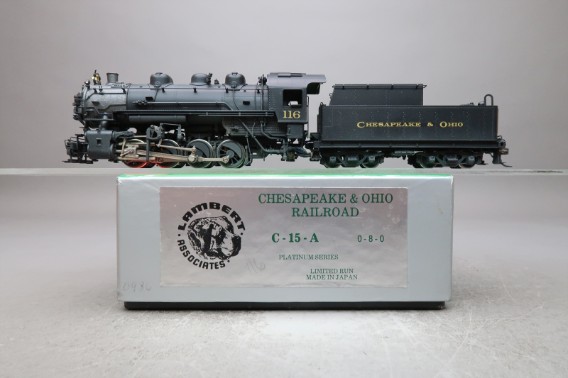 116
CHESAPEAKE & OHIO
LAMBERT
ASSOCIATES
CHESAPEAKE & OHIO
RAILROAD
C-15-A 0-8-0
PLATINUM SERIES
116
LIMITED RUN
MADE IN JAPAN